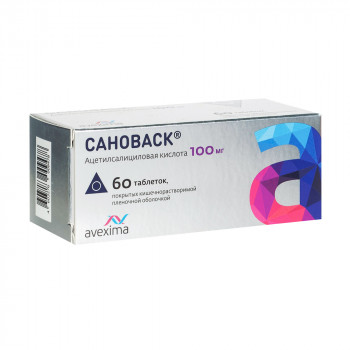 САНОВАСК®
Ацетилсалициловая кислота 100 мг
60 таблеток,
покрытых кишечнорастворимой
пленочной оболочкой
avexima